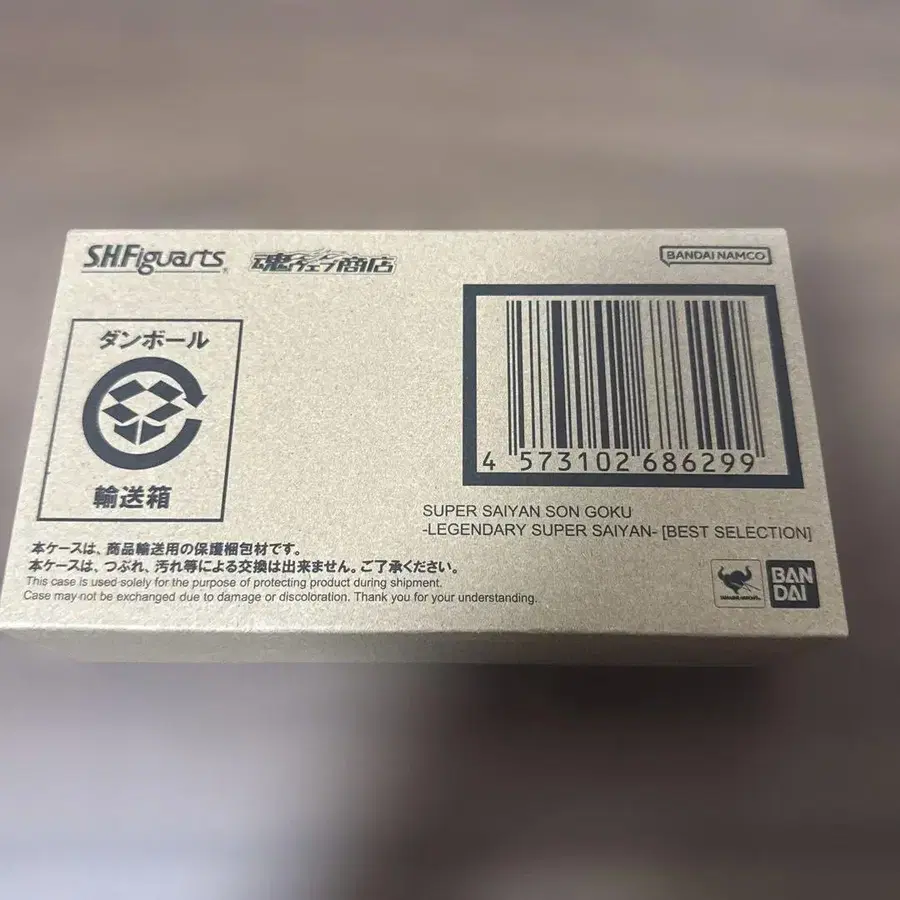 S.H.Figuarts
魂ウェブ商店
BANDAI NAMCO
ダンボール
輸送箱
4 573102 686299
SUPER SAIYAN SON GOKU
-LEGENDARY SUPER SAIYAN- [BEST SELECTION]
本ケースは、商品輸送用の保護梱包材です。
本ケースは、つぶれ、汚れ等による交換は出来ません。ご了承ください。
This case is used solely for the purpose of protecting product during shipment.
Case may not be exchanged due to damage or discoloration. Thank you for your understanding.
BAN
DAI